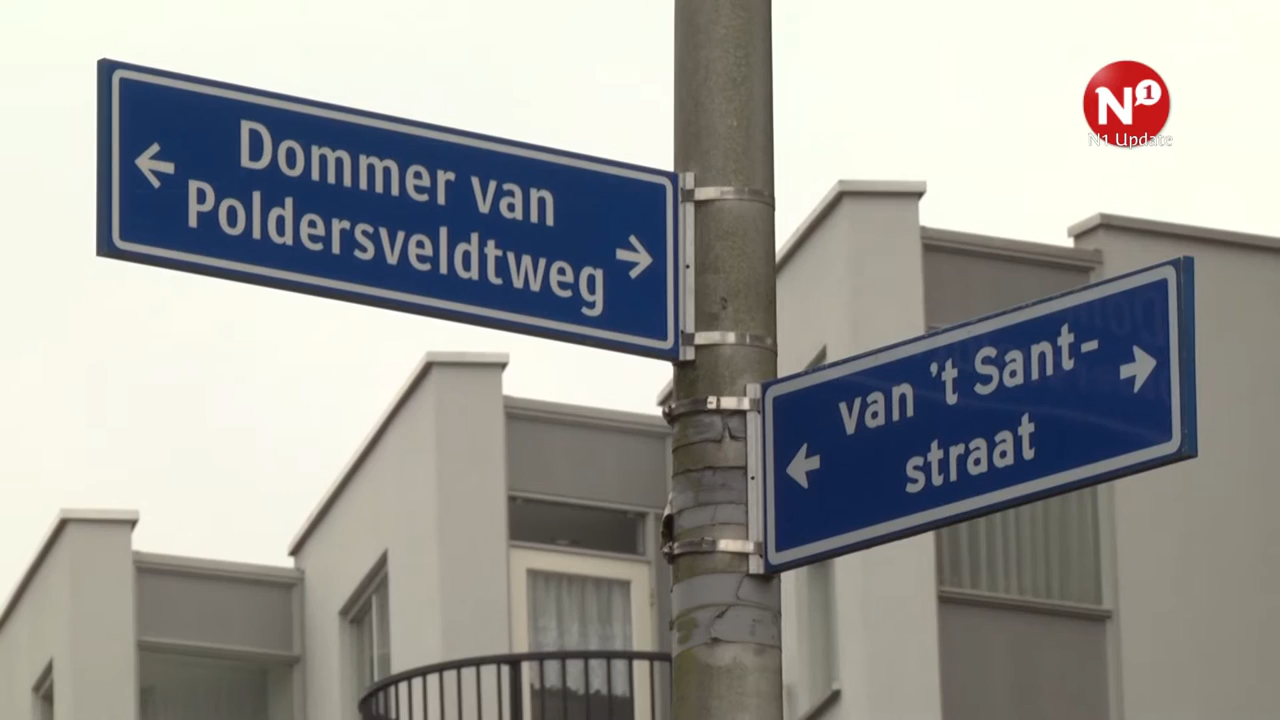 Dommer van
Poldersveldtweg
van 't Sant-
straat
N1
N1 Update